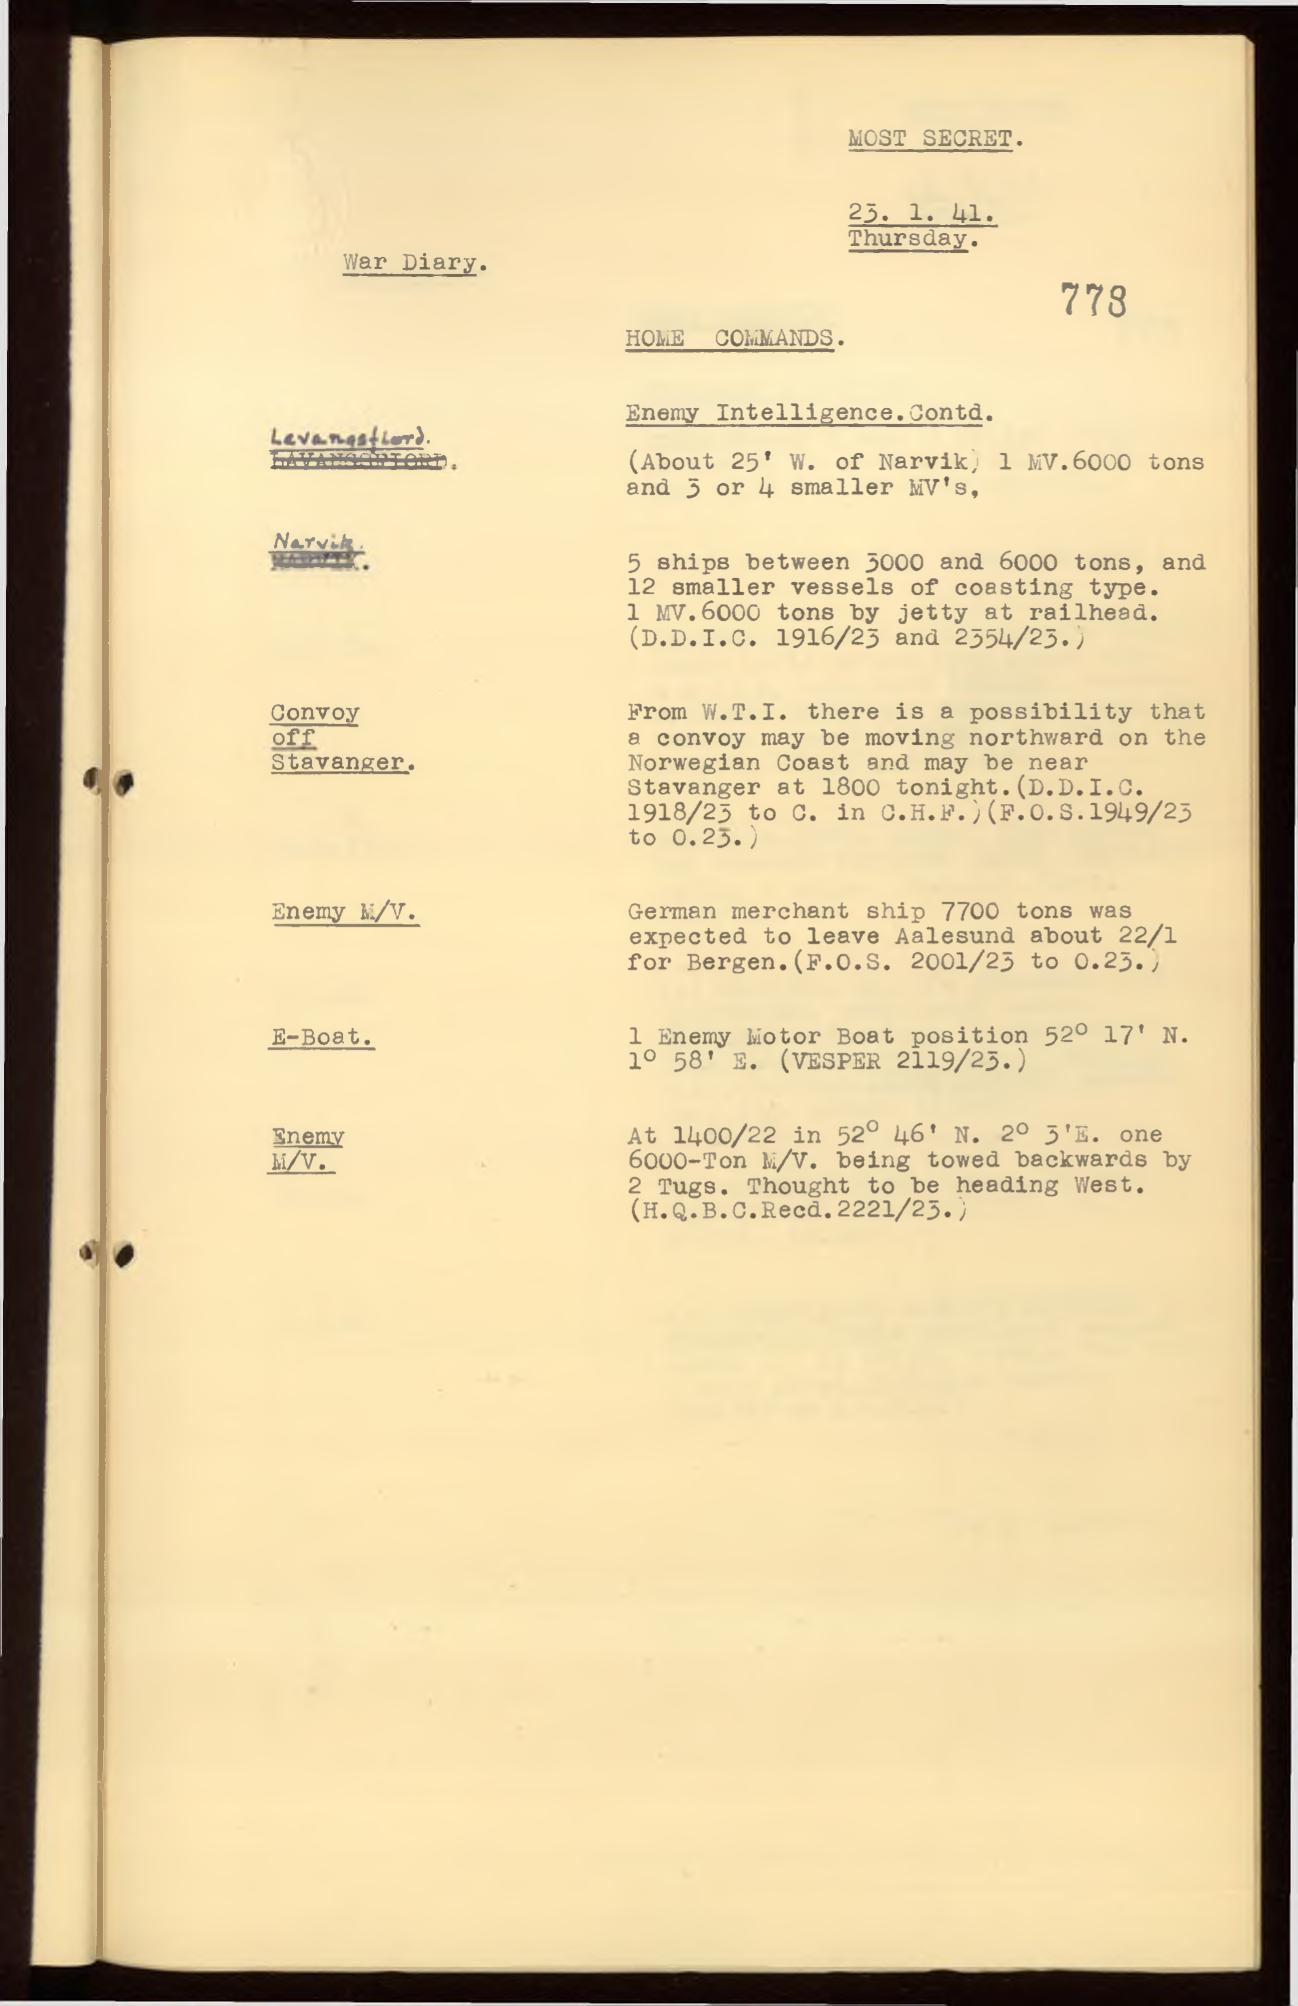 MOST SECRET.
23. 1. 41.
Thursday.
War Diary.
778
HOME COMMANDS.
Enemy Intelligence.Contd.
Lavangsfiord.
LAVANGSFIORD.
(About 25' W. of Narvik) 1 MV.6000 tons
and 3 or 4 smaller MV's,
Narvik.
5 ships between 3000 and 6000 tons, and
12 smaller vessels of coasting type.
1 MV.6000 tons by jetty at railhead.
(D.D.I.C. 1916/23 and 2354/23.)
Convoy
off
Stavanger.
From W.T.I. there is a possibility that
a convoy may be moving northward on the
Norwegian Coast and may be near
Stavanger at 1800 tonight.(D.D.I.C.
1918/23 to C. in C.H.F.)(F.O.S.1949/23
to 0.23.)
Enemy M/V.
German merchant ship 7700 tons was
expected to leave Aalesund about 22/1
for Bergen.(F.O.S. 2001/23 to 0.23.)
E-Boat.
1 Enemy Motor Boat position 52° 17' N.
1° 58' E. (VESPER 2119/23.)
Enemy
M/V.
At 1400/22 in 52° 46' N. 2° 3'E. one
6000-Ton M/V. being towed backwards by
2 Tugs. Thought to be heading West.
(H.Q.B.C.Recd.2221/23.)